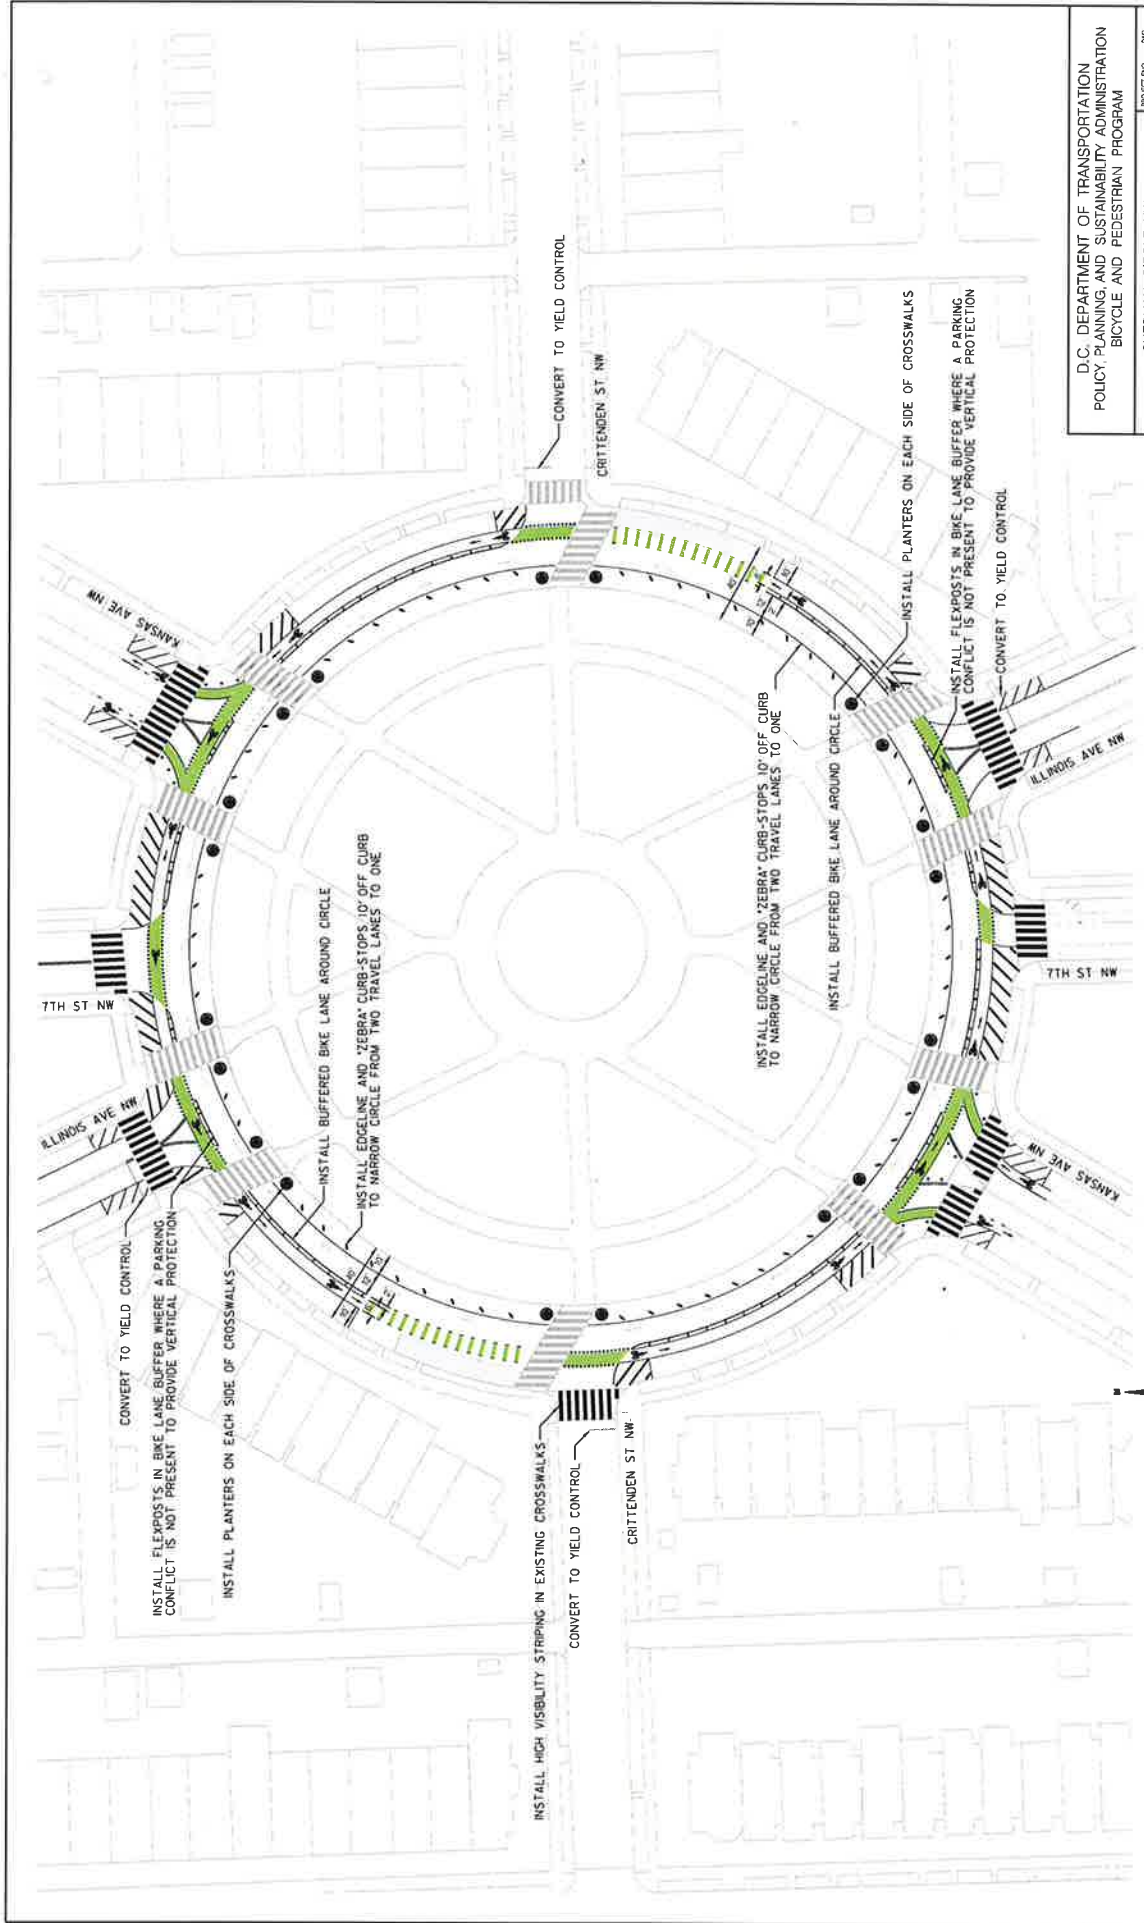 D.C. DEPARTMENT OF TRANSPORTATION
POLICY, PLANNING, AND SUSTAINABILITY ADMINISTRATION
BICYCLE AND PEDESTRIAN PROGRAM
KANSAS AVE NW
CONVERT TO YIELD CONTROL
CRITTENDEN ST NW
INSTALL PLANTERS ON EACH SIDE OF CROSSWALKS
INSTALL FLEXPOSTS IN BIKE LANE BUFFER WHERE A PARKING
CONFLICT IS NOT PRESENT TO PROVIDE VERTICAL PROTECTION
CONVERT TO YIELD CONTROL
ILLINOIS AVE NW
INSTALL EDGELINE AND "ZEBRA" CURB-STOPS 10' OFF CURB
TO NARROW CIRCLE FROM TWO TRAVEL LANES TO ONE
INSTALL BUFFERED BIKE LANE AROUND CIRCLE
7TH ST NW
7TH ST NW
INSTALL EDGELINE AND "ZEBRA" CURB-STOPS 10' OFF CURB
TO NARROW CIRCLE FROM TWO TRAVEL LANES TO ONE
INSTALL BUFFERED BIKE LANE AROUND CIRCLE
ILLINOIS AVE NW
KANSAS AVE NW
CONVERT TO YIELD CONTROL
INSTALL FLEXPOSTS IN BIKE LANE BUFFER WHERE A PARKING
CONFLICT IS NOT PRESENT TO PROVIDE VERTICAL PROTECTION
INSTALL PLANTERS ON EACH SIDE OF CROSSWALKS
INSTALL HIGH VISIBILITY STRIPING IN EXISTING CROSSWALKS
CONVERT TO YIELD CONTROL
CRITTENDEN ST NW